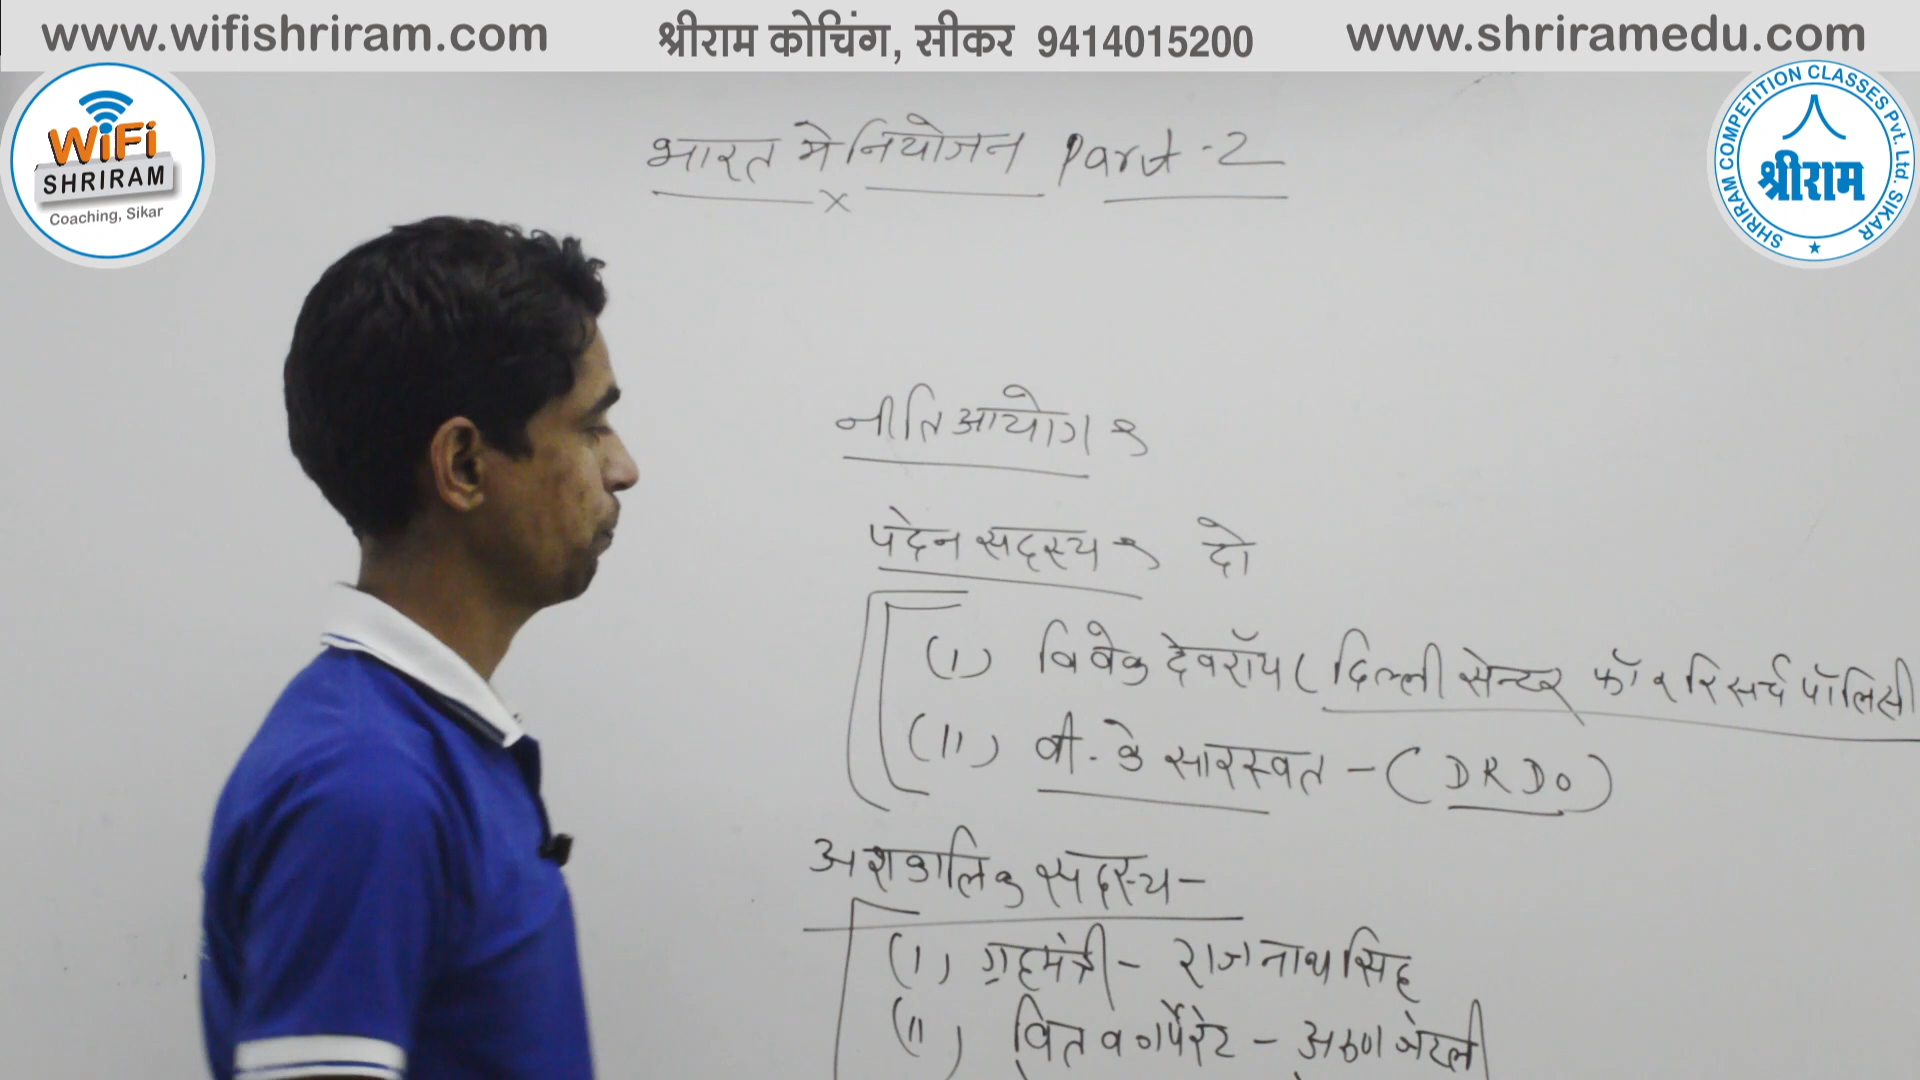 www.wifishriram.com श्रीराम कोचिंग, सीकर 9414015200 www.shriramedu.com
WiFi
SHRIRAM
Coaching, Sikar
SHRIRAM COMPETITION CLASSES Pvt. Ltd. SIKAR
श्रीराम
भारत मे नियोजन Part-2
नीति आयोग
पदेन सदस्य दो
(I) विवेक देवरॉय (दिल्ली सेन्टर फॉर रिसर्च पॉलिसी
(II) वी. के सारस्वत - (DRDO)
अशकालिक सदस्य -
(I) ग्रहमंत्री - राजनाथ सिंह
(II) वित व कार्पेरेट - अरुण जेटली